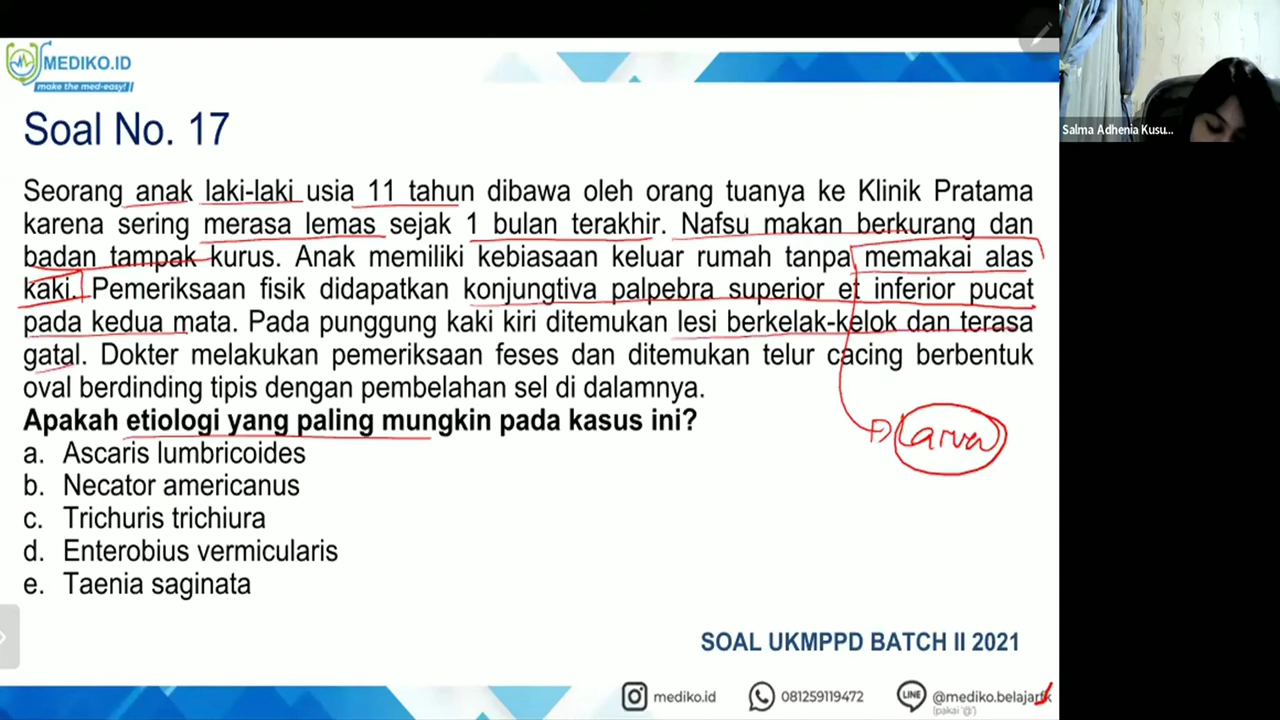 MEDIKO.ID
make the med-easy!
Salma Adhenia Kusu...
Soal No. 17
Seorang anak laki-laki usia 11 tahun dibawa oleh orang tuanya ke Klinik Pratama
karena sering merasa lemas sejak 1 bulan terakhir. Nafsu makan berkurang dan
badan tampak kurus. Anak memiliki kebiasaan keluar rumah tanpa memakai alas
kaki. Pemeriksaan fisik didapatkan konjungtiva palpebra superior et inferior pucat
pada kedua mata. Pada punggung kaki kiri ditemukan lesi berkelak-kelok dan terasa
gatal. Dokter melakukan pemeriksaan feses dan ditemukan telur cacing berbentuk
oval berdinding tipis dengan pembelahan sel di dalamnya.
Apakah etiologi yang paling mungkin pada kasus ini?
larva
a. Ascaris lumbricoides
b. Necator americanus
c. Trichuris trichiura
d. Enterobius vermicularis
e. Taenia saginata
SOAL UKMPPD BATCH II 2021
mediko.id
081259119472
LINE
@mediko.belajarfk
(pakai '@')